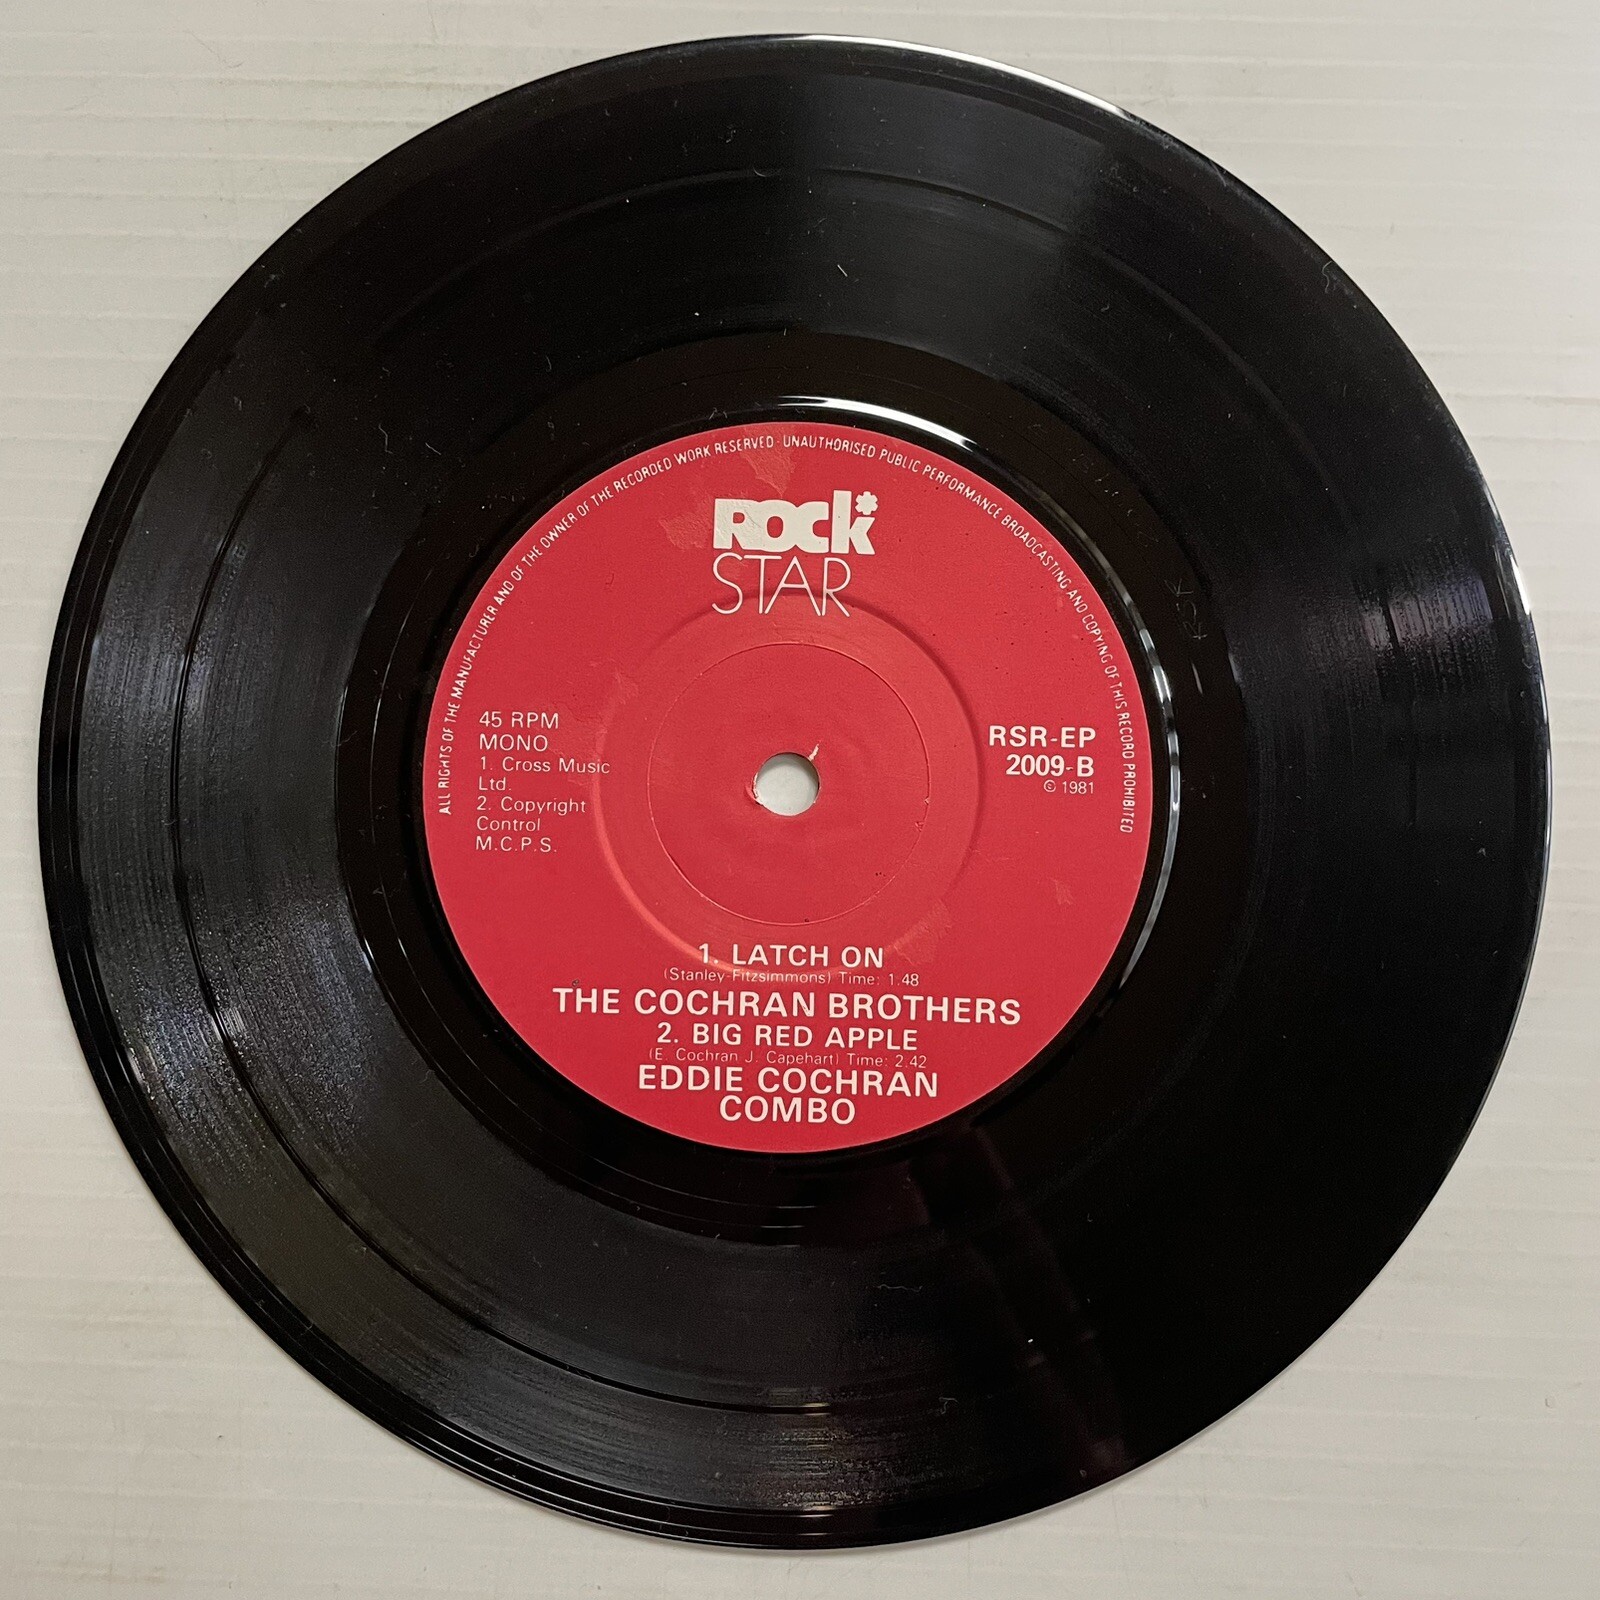 ALL RIGHTS OF THE MANUFACTURER AND OF THE OWNER OF THE RECORDED WORK RESERVED · UNAUTHORISED PUBLIC PERFORMANCE BROADCASTING AND COPYING OF THIS RECORD PROHIBITED
ROCK
STAR
45 RPM
MONO
1. Cross Music
Ltd.
2. Copyright
Control
M.C.P.S.
RSR-EP
2009-B
© 1981
1. LATCH ON
(Stanley-Fitzsimmons) Time: 1.48
THE COCHRAN BROTHERS
2. BIG RED APPLE
(E. Cochran J. Capehart) Time: 2.42
EDDIE COCHRAN
COMBO
RSR